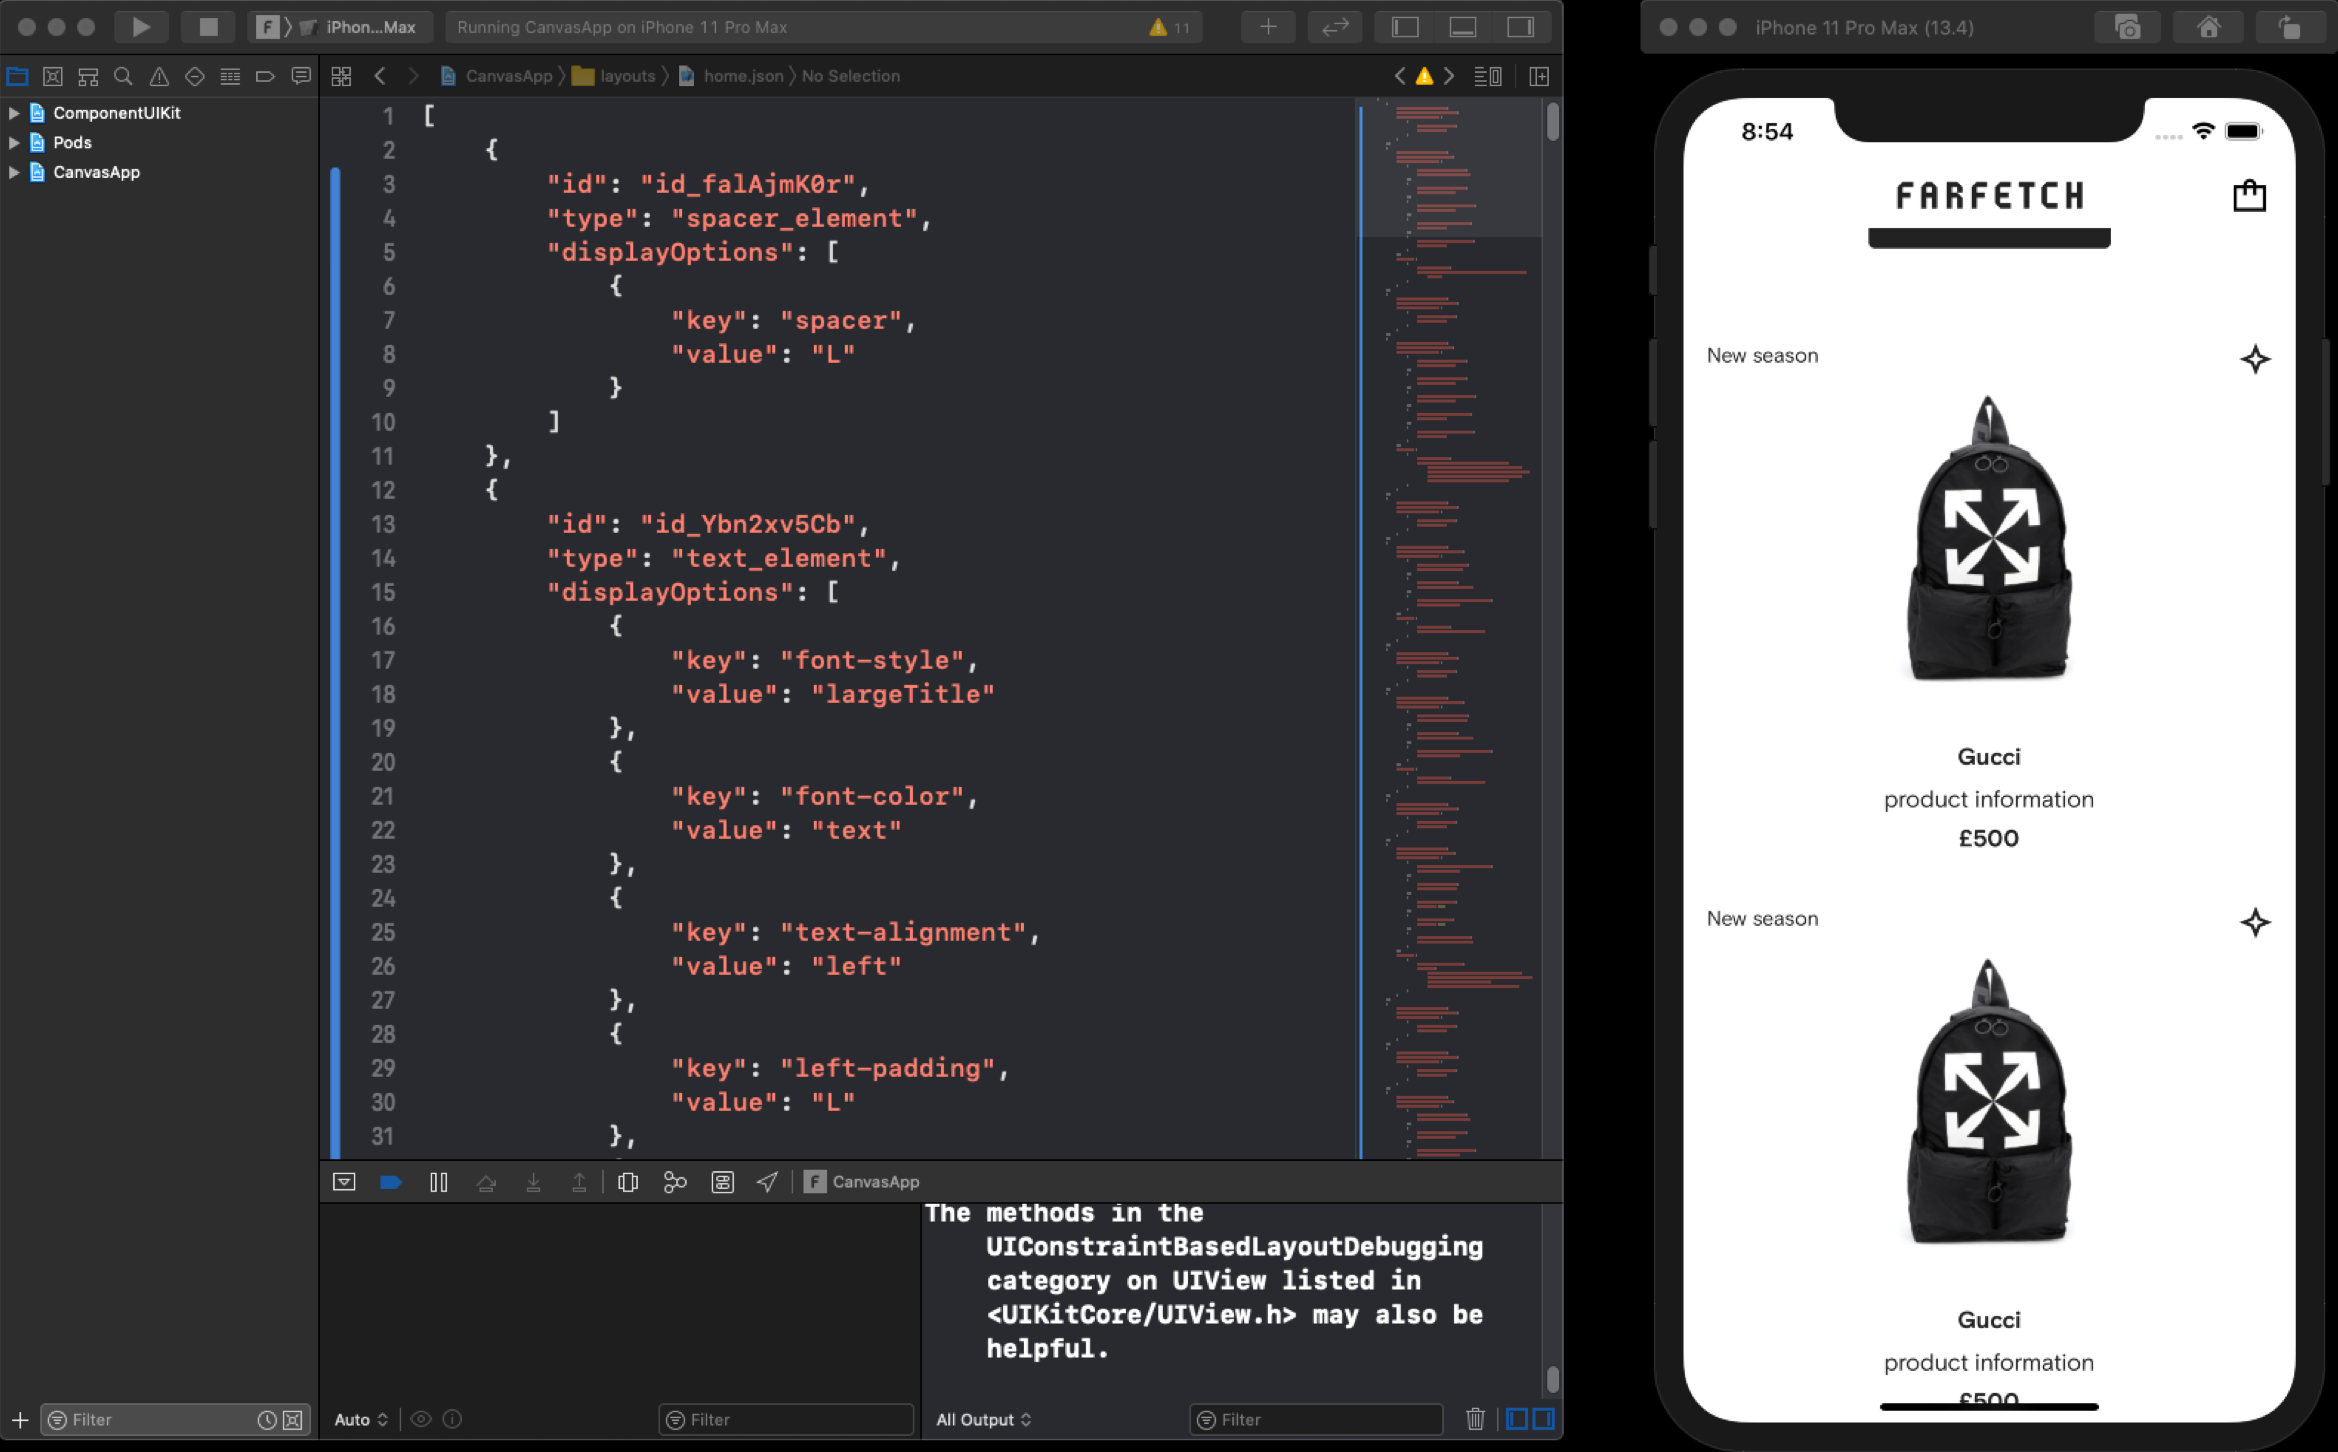 F iPhon...Max
Running CanvasApp on iPhone 11 Pro Max
11
CanvasApp
layouts
home.json
No Selection
ComponentUIKit
Pods
CanvasApp
1 [
2 {
3 "id": "id_falAjmK0r",
4 "type": "spacer_element",
5 "displayOptions": [
6 {
7 "key": "spacer",
8 "value": "L"
9 }
10 ]
11 },
12 {
13 "id": "id_Ybn2xv5Cb",
14 "type": "text_element",
15 "displayOptions": [
16 {
17 "key": "font-style",
18 "value": "largeTitle"
19 },
20 {
21 "key": "font-color",
22 "value": "text"
23 },
24 {
25 "key": "text-alignment",
26 "value": "left"
27 },
28 {
29 "key": "left-padding",
30 "value": "L"
31 },
F CanvasApp
The methods in the
UIConstraintBasedLayoutDebugging
category on UIView listed in
<UIKitCore/UIView.h> may also be
helpful.
Filter
Auto
Filter
All Output
Filter
iPhone 11 Pro Max (13.4)
8:54
FARFETCH
New season
Gucci
product information
£500
New season
Gucci
product information
£500